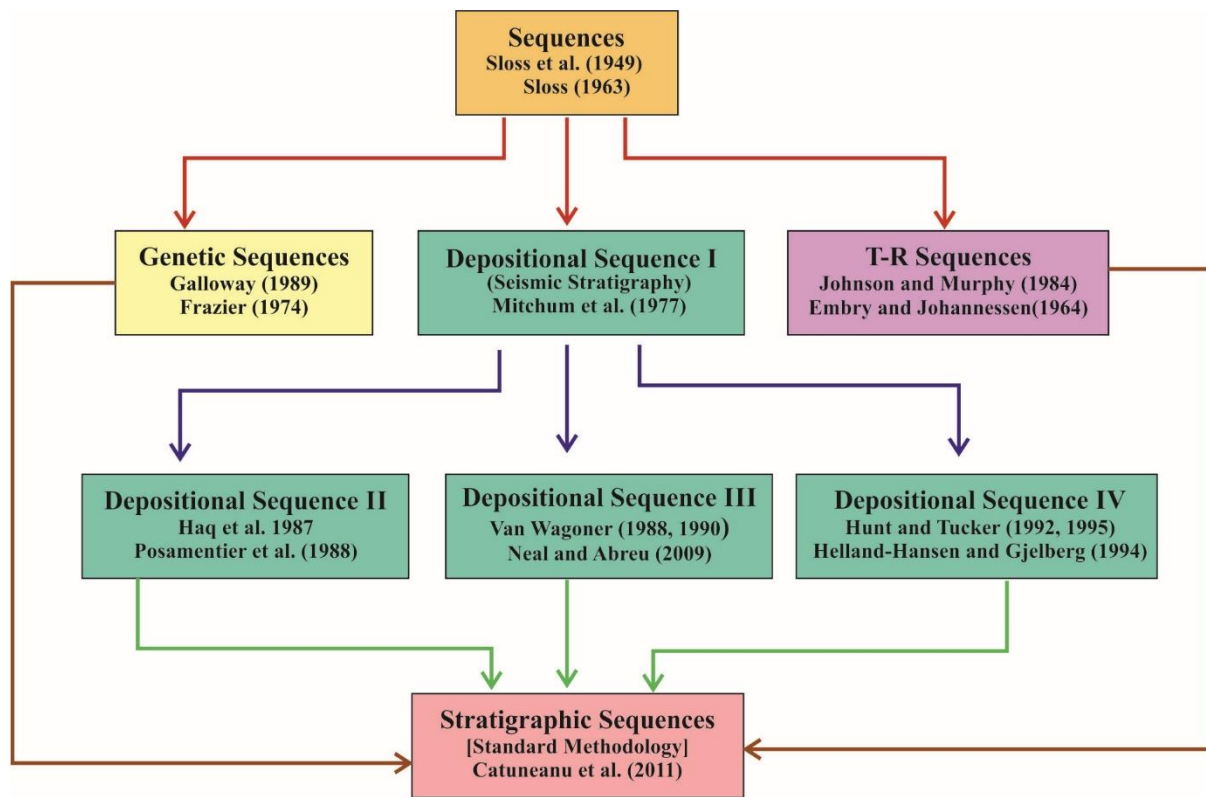 Sequences
Sloss et al. (1949)
Sloss (1963)
Genetic Sequences
Galloway (1989)
Frazier (1974)
Depositional Sequence I
(Seismic Stratigraphy)
Mitchum et al. (1977)
T-R Sequences
Johnson and Murphy (1984)
Embry and Johannessen(1964)
Depositional Sequence II
Haq et al. 1987
Posamentier et al. (1988)
Depositional Sequence III
Van Wagoner (1988, 1990)
Neal and Abreu (2009)
Depositional Sequence IV
Hunt and Tucker (1992, 1995)
Helland-Hansen and Gjelberg (1994)
Stratigraphic Sequences
[Standard Methodology]
Catuneanu et al. (2011)